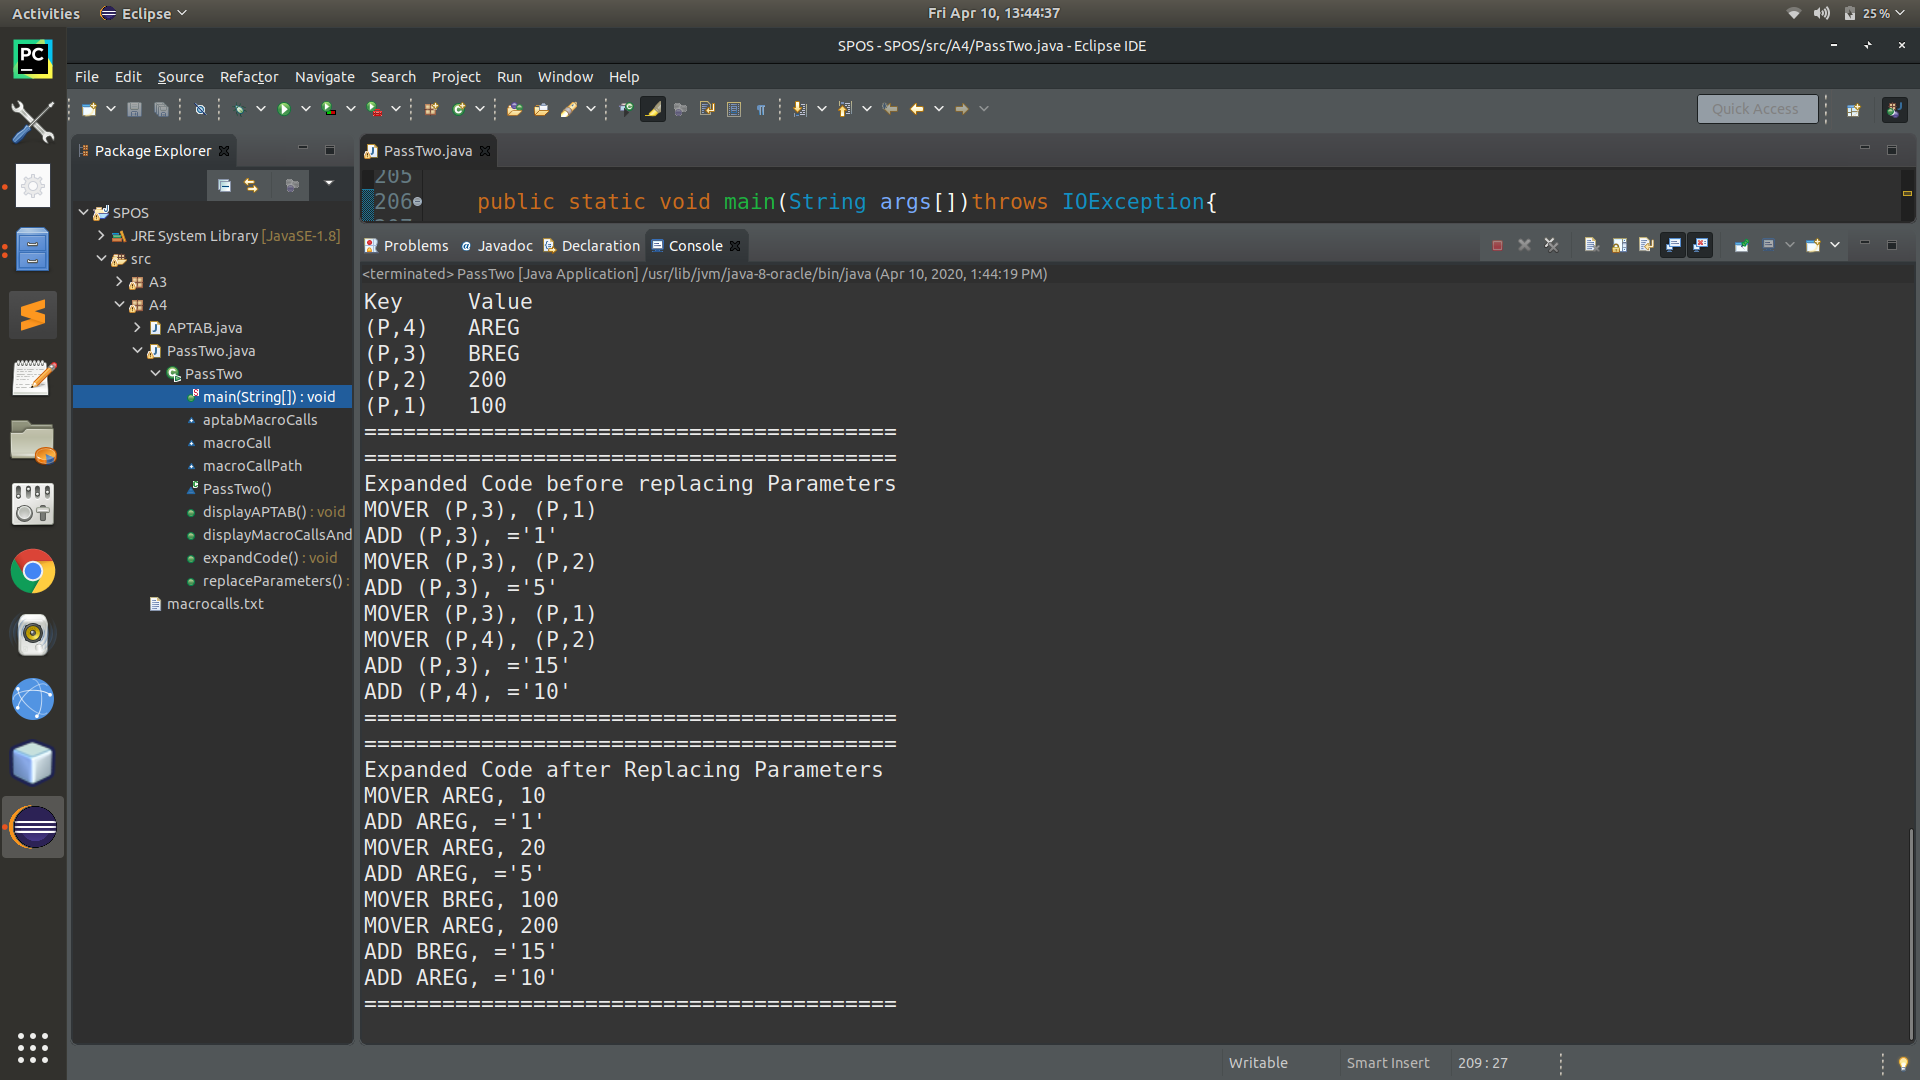 Activities
Eclipse
Fri Apr 10, 13:44:37
25 %
SPOS - SPOS/src/A4/PassTwo.java - Eclipse IDE
File Edit Source Refactor Navigate Search Project Run Window Help
Quick Access
Package Explorer
SPOS
JRE System Library [JavaSE-1.8]
src
A3
A4
APTAB.java
PassTwo.java
PassTwo
main(String[]) : void
aptabMacroCalls
macroCall
macroCallPath
PassTwo()
displayAPTAB() : void
displayMacroCallsAnd
expandCode() : void
replaceParameters() :
macrocalls.txt
PassTwo.java
205
206 public static void main(String args[])throws IOException{
207
Problems Javadoc Declaration Console
<terminated> PassTwo [Java Application] /usr/lib/jvm/java-8-oracle/bin/java (Apr 10, 2020, 1:44:19 PM)
Key Value
(P,4) AREG
(P,3) BREG
(P,2) 200
(P,1) 100
=========================================
=========================================
Expanded Code before replacing Parameters
MOVER (P,3), (P,1)
ADD (P,3), ='1'
MOVER (P,3), (P,2)
ADD (P,3), ='5'
MOVER (P,3), (P,1)
MOVER (P,4), (P,2)
ADD (P,3), ='15'
ADD (P,4), ='10'
=========================================
=========================================
Expanded Code after Replacing Parameters
MOVER AREG, 10
ADD AREG, ='1'
MOVER AREG, 20
ADD AREG, ='5'
MOVER BREG, 100
MOVER AREG, 200
ADD BREG, ='15'
ADD AREG, ='10'
=========================================
Writable
Smart Insert
209 : 27
PC